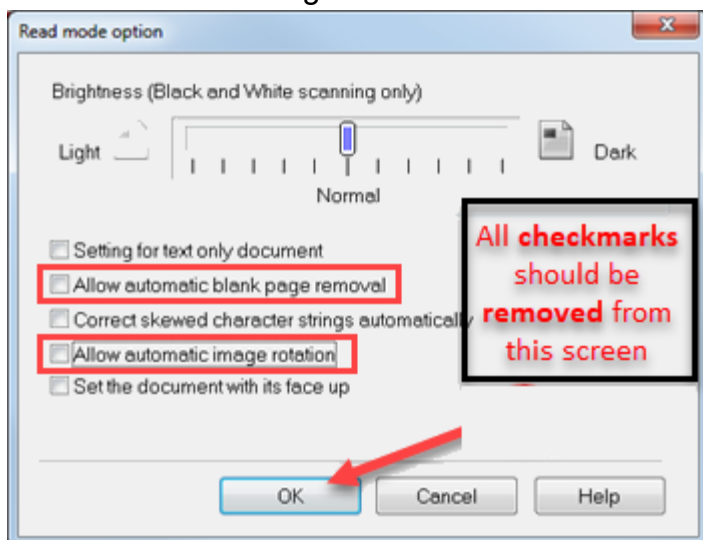 Read mode option
Brightness (Black and White scanning only)
Light
Dark
Normal
Setting for text only document
Allow automatic blank page removal
Correct skewed character strings automatically
Allow automatic image rotation
Set the document with its face up
All checkmarks
should be
removed from
this screen
OK
Cancel
Help